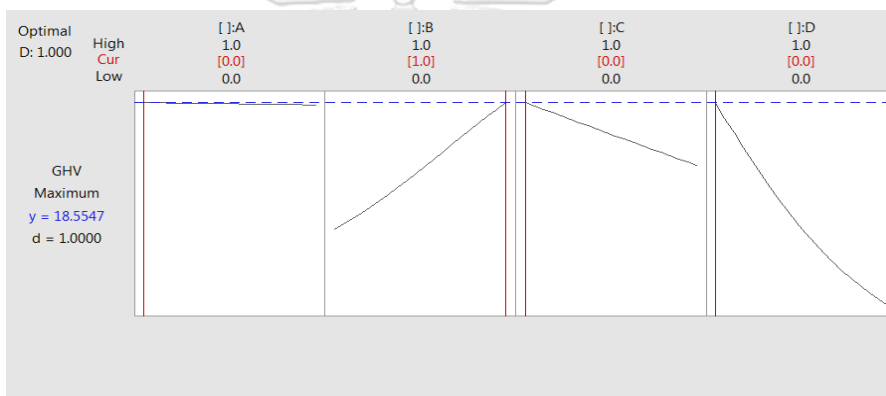 Optimal
D: 1.000
High
Cur
Low
[ ]:A
1.0
[0.0]
0.0
[ ]:B
1.0
[1.0]
0.0
[ ]:C
1.0
[0.0]
0.0
[ ]:D
1.0
[0.0]
0.0
GHV
Maximum
y = 18.5547
d = 1.0000